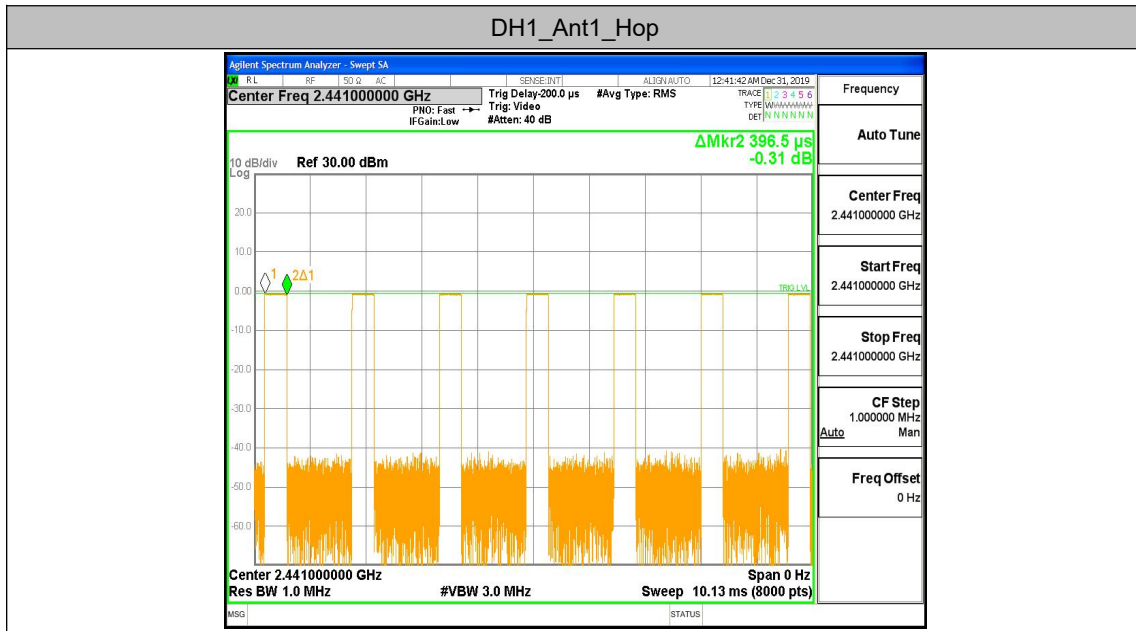 DH1_Ant1_Hop
Agilent Spectrum Analyzer - Swept SA
RL RF 50 Ω AC SENSE:INT ALIGN AUTO 12:41:42 AM Dec 31, 2019
Center Freq 2.441000000 GHz
PNO: Fast
IFGain:Low
Trig Delay-200.0 µs
Trig: Video
#Atten: 40 dB
#Avg Type: RMS
TRACE 1 2 3 4 5 6
TYPE W
DET N N N N N N
ΔMkr2 396.5 µs
-0.31 dB
10 dB/div Ref 30.00 dBm
Log
20.0
10.0
1 2Δ1
0.00 TRIG LVL
-10.0
-20.0
-30.0
-40.0
-50.0
-60.0
Center 2.441000000 GHz Span 0 Hz
Res BW 1.0 MHz #VBW 3.0 MHz Sweep 10.13 ms (8000 pts)
MSG STATUS
Frequency
Auto Tune
Center Freq
2.441000000 GHz
Start Freq
2.441000000 GHz
Stop Freq
2.441000000 GHz
CF Step
1.000000 MHz
Auto Man
Freq Offset
0 Hz